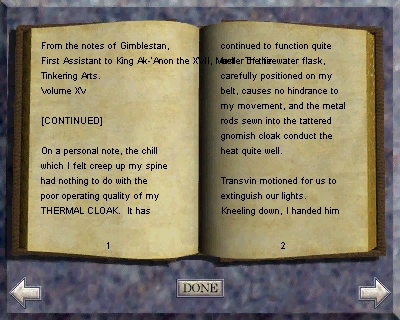 From the notes of Gimblestan,
First Assistant to King Ak-'Anon the XVII, Master of the
Tinkering Arts.
Volume XV
[CONTINUED]
On a personal note, the chill
which I felt creep up my spine
had nothing to do with the
poor operating quality of my
THERMAL CLOAK. It has
1
continued to function quite
well. The firewater flask,
carefully positioned on my
belt, causes no hindrance to
my movement, and the metal
rods sewn into the tattered
gnomish cloak conduct the
heat quite well.
Transvin motioned for us to
extinguish our lights.
Kneeling down, I handed him
2
DONE